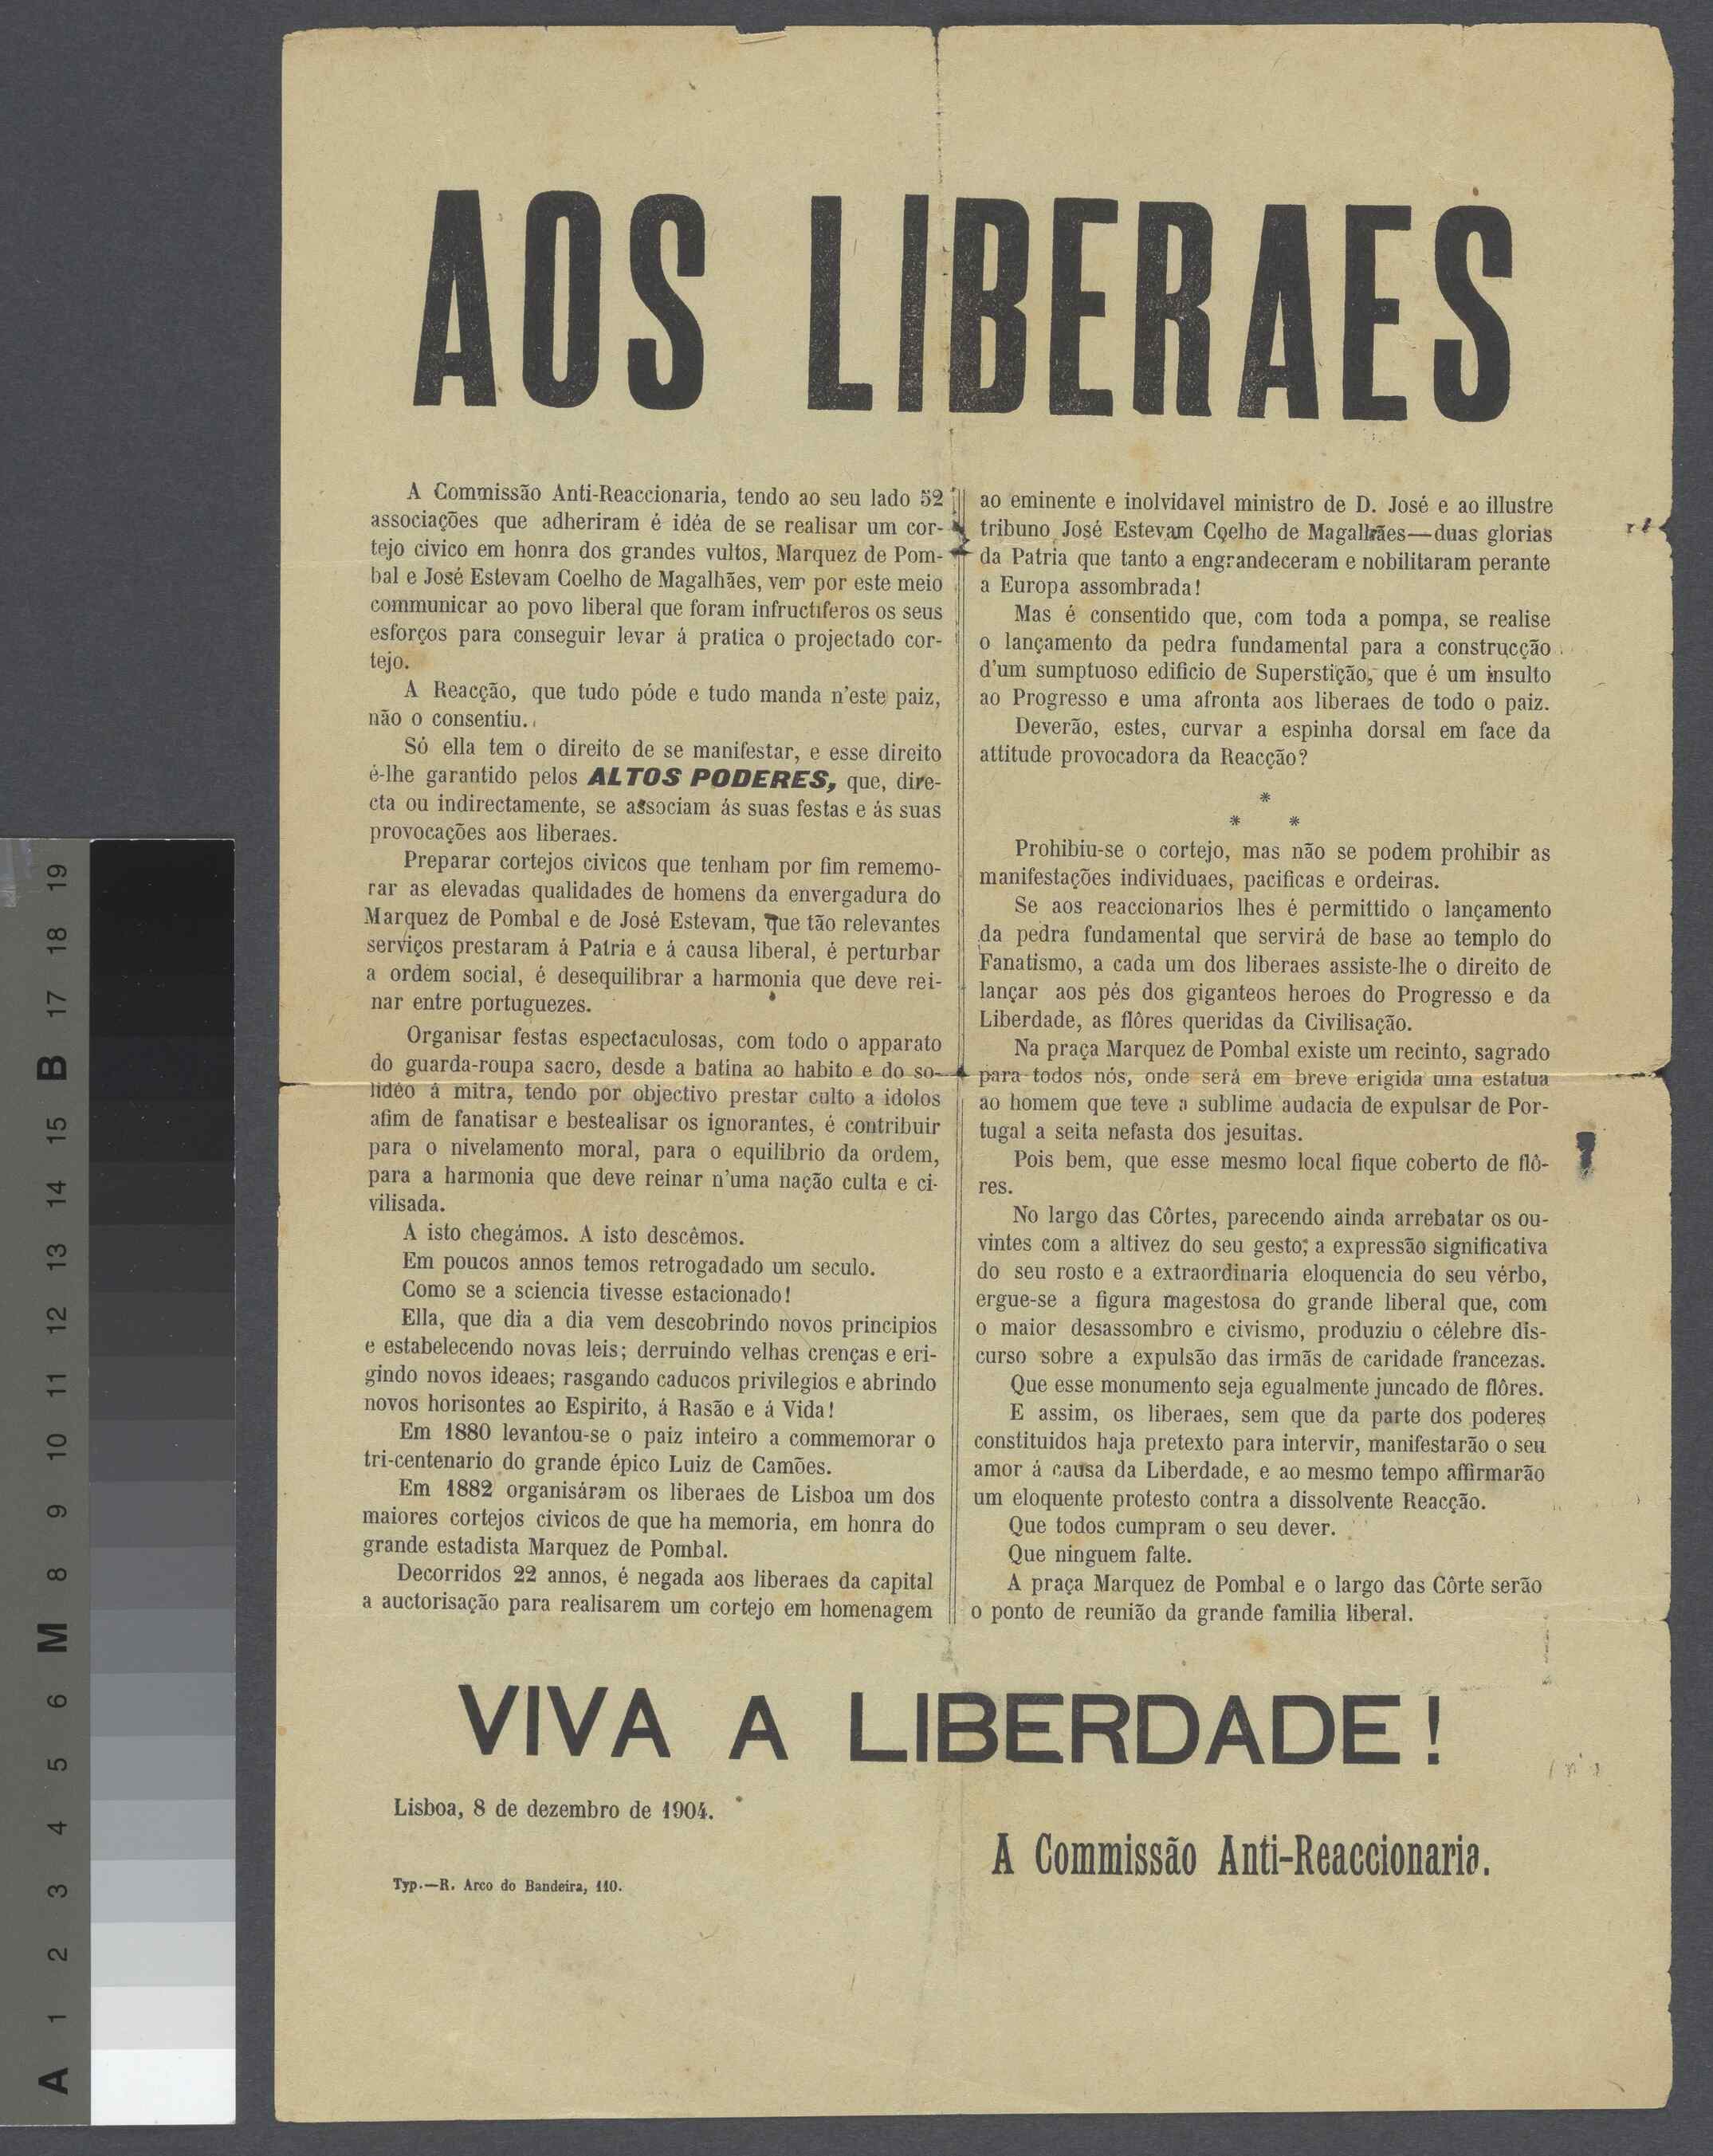 AOS LIBERAES
A Commissão Anti-Reaccionaria, tendo ao seu lado 52
associações que adheriram é idéa de se realisar um cor-
tejo civico em honra dos grandes vultos, Marquez de Pom-
bal e José Estevam Coelho de Magalhães, vem por este meio
communicar ao povo liberal que foram infructiferos os seus
esforços para conseguir levar á pratica o projectado cor-
tejo.
A Reacção, que tudo póde e tudo manda n'este paiz,
não o consentiu.
Só ella tem o direito de se manifestar, e esse direito
é-lhe garantido pelos ALTOS PODERES, que, dire-
cta ou indirectamente, se associam ás suas festas e ás suas
provocações aos liberaes.
Preparar cortejos civicos que tenham por fim rememo-
rar as elevadas qualidades de homens da envergadura do
Marquez de Pombal e de José Estevam, que tão relevantes
serviços prestaram á Patria e á causa liberal, é perturbar
a ordem social, é desequilibrar a harmonia que deve rei-
nar entre portuguezes.
Organisar festas espectaculosas, com todo o apparato
do guarda-roupa sacro, desde a batina ao habito e do so-
lidéo á mitra, tendo por objectivo prestar culto a idolos
afim de fanatisar e bestealisar os ignorantes, é contribuir
para o nivelamento moral, para o equilibrio da ordem,
para a harmonia que deve reinar n'uma nação culta e ci-
vilisada.
A isto chegámos. A isto descêmos.
Em poucos annos temos retrogadado um seculo.
Como se a sciencia tivesse estacionado!
Ella, que dia a dia vem descobrindo novos principios
e estabelecendo novas leis; derruindo velhas crenças e eri-
gindo novos ideaes; rasgando caducos privilegios e abrindo
novos horisontes ao Espirito, á Rasão e á Vida!
Em 1880 levantou-se o paiz inteiro a commemorar o
tri-centenario do grande épico Luiz de Camões.
Em 1882 organisáram os liberaes de Lisboa um dos
maiores cortejos civicos de que ha memoria, em honra do
grande estadista Marquez de Pombal.
Decorridos 22 annos, é negada aos liberaes da capital
a auctorisação para realisarem um cortejo em homenagem
ao eminente e inolvidavel ministro de D. José e ao illustre
tribuno José Estevam Coelho de Magalhães—duas glorias
da Patria que tanto a engrandeceram e nobilitaram perante
a Europa assombrada!
Mas é consentido que, com toda a pompa, se realise
o lançamento da pedra fundamental para a construcção
d'um sumptuoso edificio de Superstição, que é um insulto
ao Progresso e uma afronta aos liberaes de todo o paiz.
Deverão, estes, curvar a espinha dorsal em face da
attitude provocadora da Reacção?
*
* *
Prohibiu-se o cortejo, mas não se podem prohibir as
manifestações individuaes, pacificas e ordeiras.
Se aos reaccionarios lhes é permittido o lançamento
da pedra fundamental que servirá de base ao templo do
Fanatismo, a cada um dos liberaes assiste-lhe o direito de
lançar aos pés dos giganteos heroes do Progresso e da
Liberdade, as flôres queridas da Civilisação.
Na praça Marquez de Pombal existe um recinto, sagrado
para todos nós, onde será em breve erigida uma estatua
ao homem que teve a sublime audacia de expulsar de Por-
tugal a seita nefasta dos jesuitas.
Pois bem, que esse mesmo local fique coberto de flô-
res.
No largo das Côrtes, parecendo ainda arrebatar os ou-
vintes com a altivez do seu gesto; a expressão significativa
do seu rosto e a extraordinaria eloquencia do seu vérbo,
ergue-se a figura magestosa do grande liberal que, com
o maior desassombro e civismo, produziu o célebre dis-
curso sobre a expulsão das irmãs de caridade francezas.
Que esse monumento seja egualmente juncado de flôres.
E assim, os liberaes, sem que da parte dos poderes
constituidos haja pretexto para intervir, manifestarão o seu
amor á causa da Liberdade, e ao mesmo tempo affirmarão
um eloquente protesto contra a dissolvente Reacção.
Que todos cumpram o seu dever.
Que ninguem falte.
A praça Marquez de Pombal e o largo das Côrte serão
o ponto de reunião da grande familia liberal.
VIVA A LIBERDADE!
Lisboa, 8 de dezembro de 1904.
A Commissão Anti-Reaccionaria.
Typ.—R. Arco do Bandeira, 110.
A 1 2 3 4 5 6 M 8 9 10 11 12 13 14 15 B 17 18 19